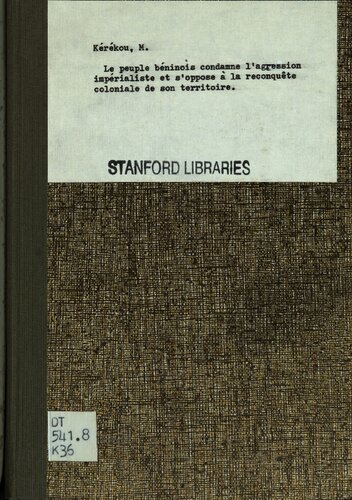 Kérékou, M.
Le peuple béninois condamne l'agression
impérialiste et s'oppose à la reconquête
coloniale de son territoire.
STANFORD LIBRARIES
DT
541.8
K36